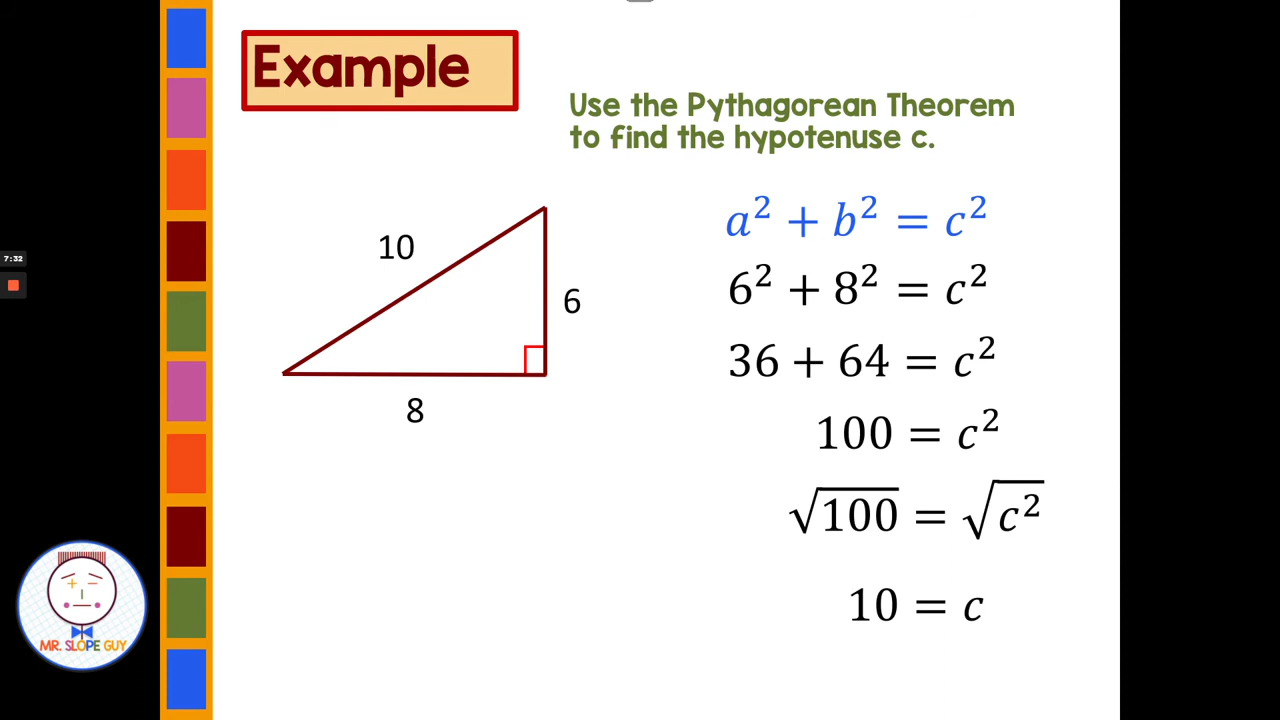 Example
Use the Pythagorean Theorem
to find the hypotenuse c.
a² + b² = c²
10
6² + 8² = c²
6
7:32
36 + 64 = c²
8
100 = c²
√100 = √c²
10 = c
MR. SLOPE GUY